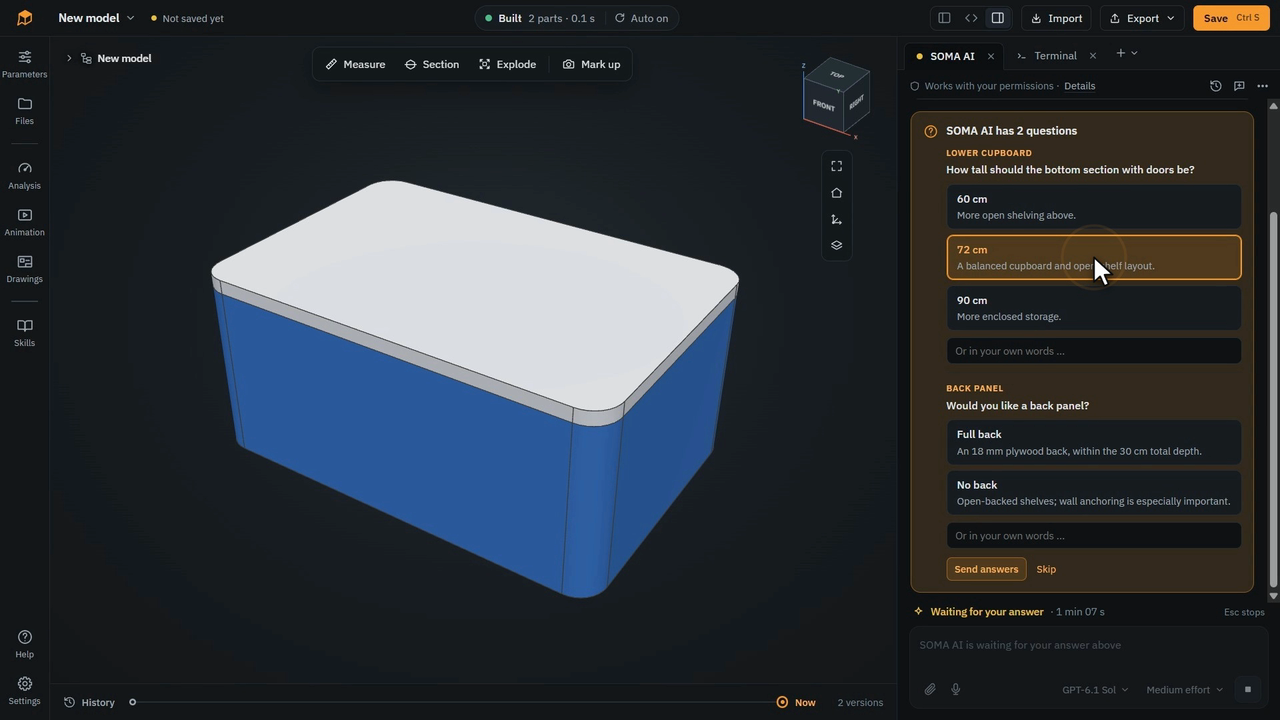 New model
Not saved yet
Built 2 parts · 0.1 s
Auto on
Import
Export
Save Ctrl S
Parameters
Files
Analysis
Animation
Drawings
Skills
Help
Settings
New model
Measure
Section
Explode
Mark up
Z
TOP
FRONT
RIGHT
X
SOMA AI
Terminal
Works with your permissions · Details
SOMA AI has 2 questions
LOWER CUPBOARD
How tall should the bottom section with doors be?
60 cm
More open shelving above.
72 cm
A balanced cupboard and open shelf layout.
90 cm
More enclosed storage.
Or in your own words ...
BACK PANEL
Would you like a back panel?
Full back
An 18 mm plywood back, within the 30 cm total depth.
No back
Open-backed shelves; wall anchoring is especially important.
Or in your own words ...
Send answers
Skip
Waiting for your answer · 1 min 07 s
Esc stops
SOMA AI is waiting for your answer above
GPT-6.1 Sol
Medium effort
History
Now
2 versions